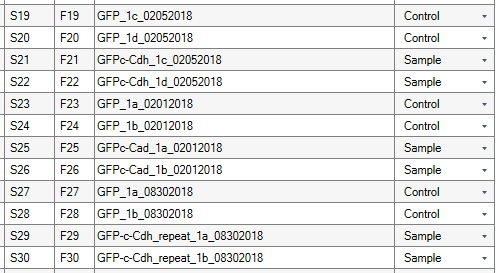 S19 F19 GFP_1c_02052018 Control
S20 F20 GFP_1d_02052018 Control
S21 F21 GFPc-Cdh_1c_02052018 Sample
S22 F22 GFPc-Cdh_1d_02052018 Sample
S23 F23 GFP_1a_02012018 Control
S24 F24 GFP_1b_02012018 Control
S25 F25 GFPc-Cad_1a_02012018 Sample
S26 F26 GFPc-Cad_1b_02012018 Sample
S27 F27 GFP_1a_08302018 Control
S28 F28 GFP_1b_08302018 Control
S29 F29 GFP-c-Cdh_repeat_1a_08302018 Sample
S30 F30 GFP-c-Cdh_repeat_1b_08302018 Sample